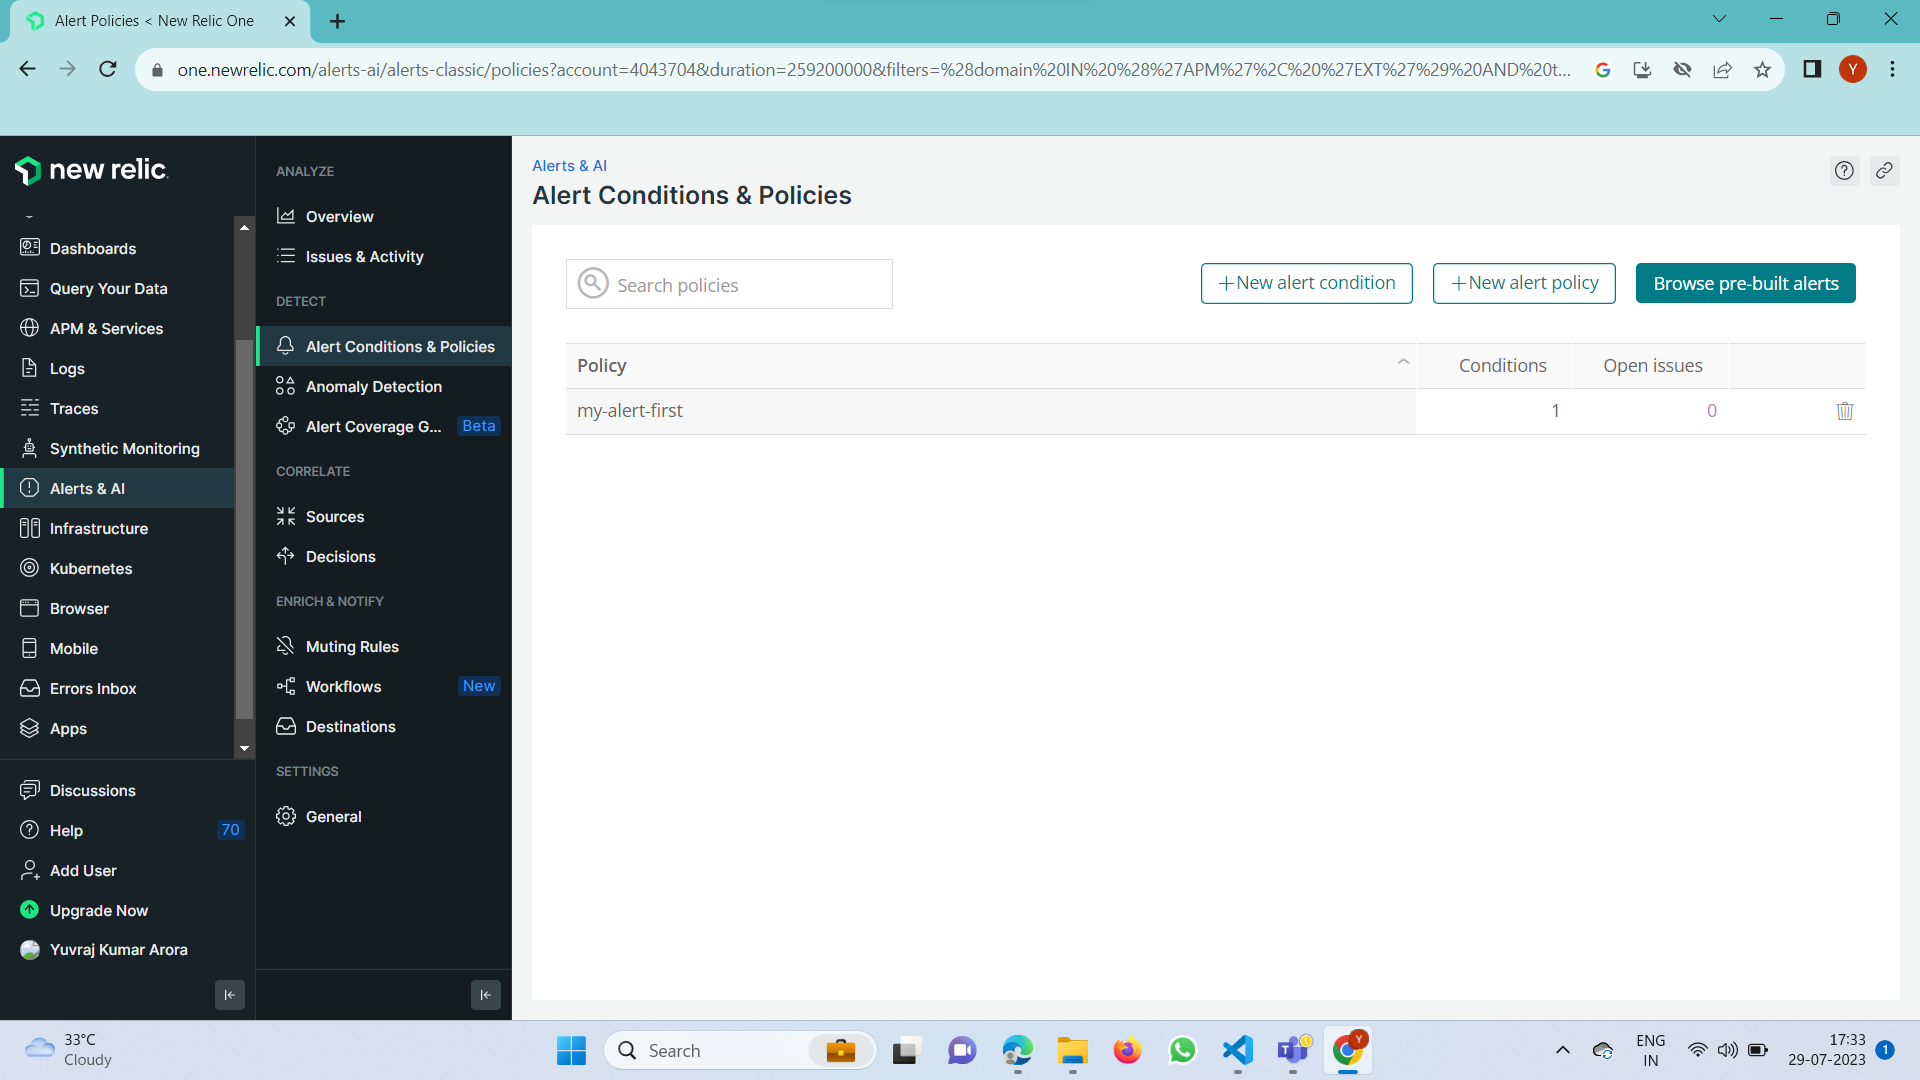 Alert Policies < New Relic One
one.newrelic.com/alerts-ai/alerts-classic/policies?account=4043704&duration=259200000&filters=%28domain%20IN%20%28%27APM%27%2C%20%27EXT%27%29%20AND%20t...
Y
new relic
Dashboards
Query Your Data
APM & Services
Logs
Traces
Synthetic Monitoring
Alerts & AI
Infrastructure
Kubernetes
Browser
Mobile
Errors Inbox
Apps
Discussions
Help 70
Add User
Upgrade Now
Yuvraj Kumar Arora
ANALYZE
Overview
Issues & Activity
DETECT
Alert Conditions & Policies
Anomaly Detection
Alert Coverage G... Beta
CORRELATE
Sources
Decisions
ENRICH & NOTIFY
Muting Rules
Workflows New
Destinations
SETTINGS
General
Alerts & AI
Alert Conditions & Policies
Search policies
+New alert condition
+New alert policy
Browse pre-built alerts
Policy Conditions Open issues
my-alert-first 1 0
33°C
Cloudy
Search
Y
ENG
IN
17:33
29-07-2023
1